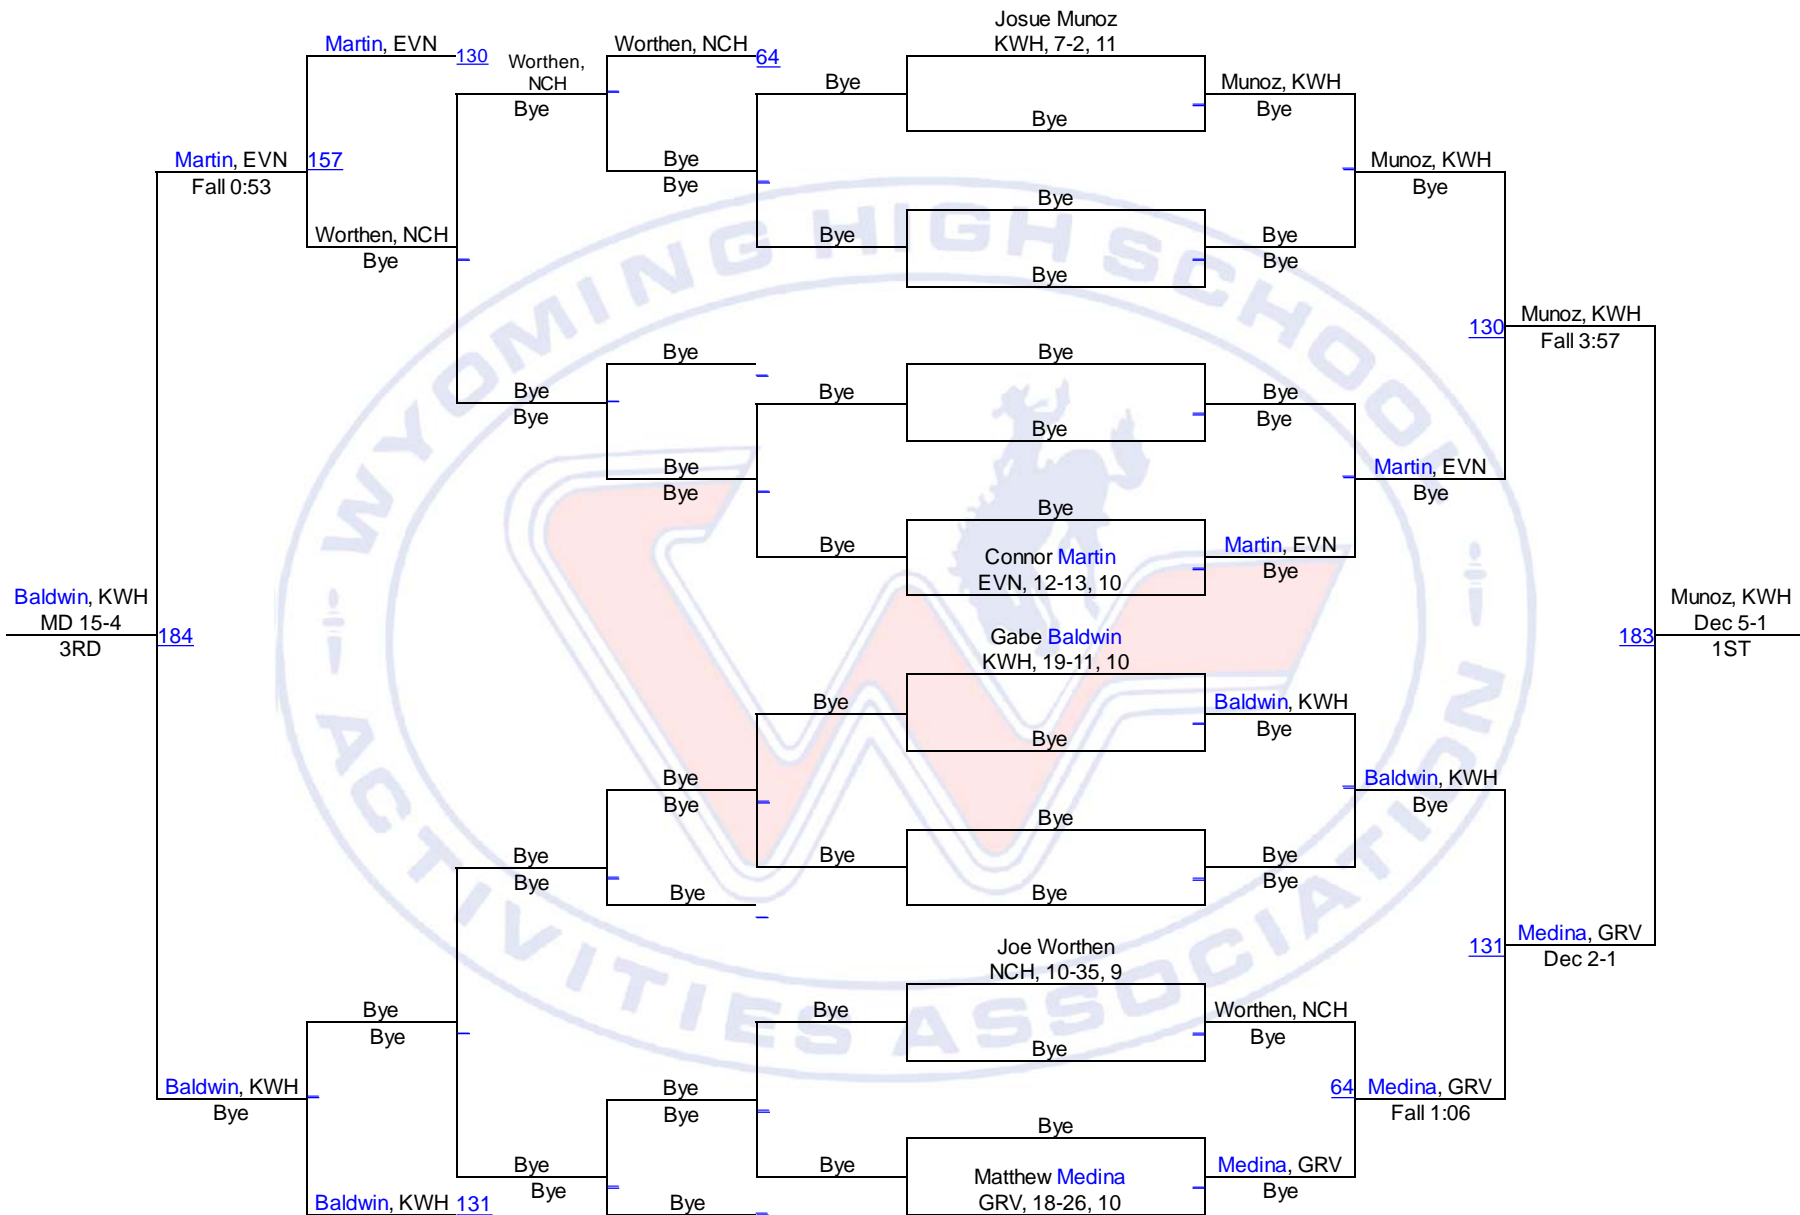 Josue Munoz
KWH, 7-2, 11
Martin, EVN
130
Worthen, NCH
64
Worthen,
NCH
Bye
Bye
Munoz, KWH
Bye
Bye
Martin, EVN
157
Fall 0:53
Bye
Bye
Munoz, KWH
Bye
Worthen, NCH
Bye
Bye
Bye
Bye
Bye
Bye
WYOMING HIGH SCHOOL
130
Munoz, KWH
Fall 3:57
Bye
Bye
Bye
Bye
Bye
Bye
Bye
Bye
Bye
Bye
Martin, EVN
Bye
Bye
Bye
Connor Martin
EVN, 12-13, 10
Martin, EVN
Bye
Baldwin, KWH
MD 15-4
3RD
184
Gabe Baldwin
KWH, 19-11, 10
183
Munoz, KWH
Dec 5-1
1ST
Bye
Bye
Baldwin, KWH
Bye
Bye
Bye
Baldwin, KWH
Bye
Bye
Bye
Bye
Bye
Bye
Bye
Bye
Bye
Joe Worthen
NCH, 10-35, 9
131
Medina, GRV
Dec 2-1
Bye
Bye
Bye
Bye
Worthen, NCH
Bye
ACTIVITIES ASSOCIATION
Baldwin, KWH
Bye
Bye
Bye
64
Medina, GRV
Fall 1:06
Bye
Bye
Bye
Bye
Matthew Medina
GRV, 18-26, 10
Medina, GRV
Bye
Baldwin, KWH
131
Bye